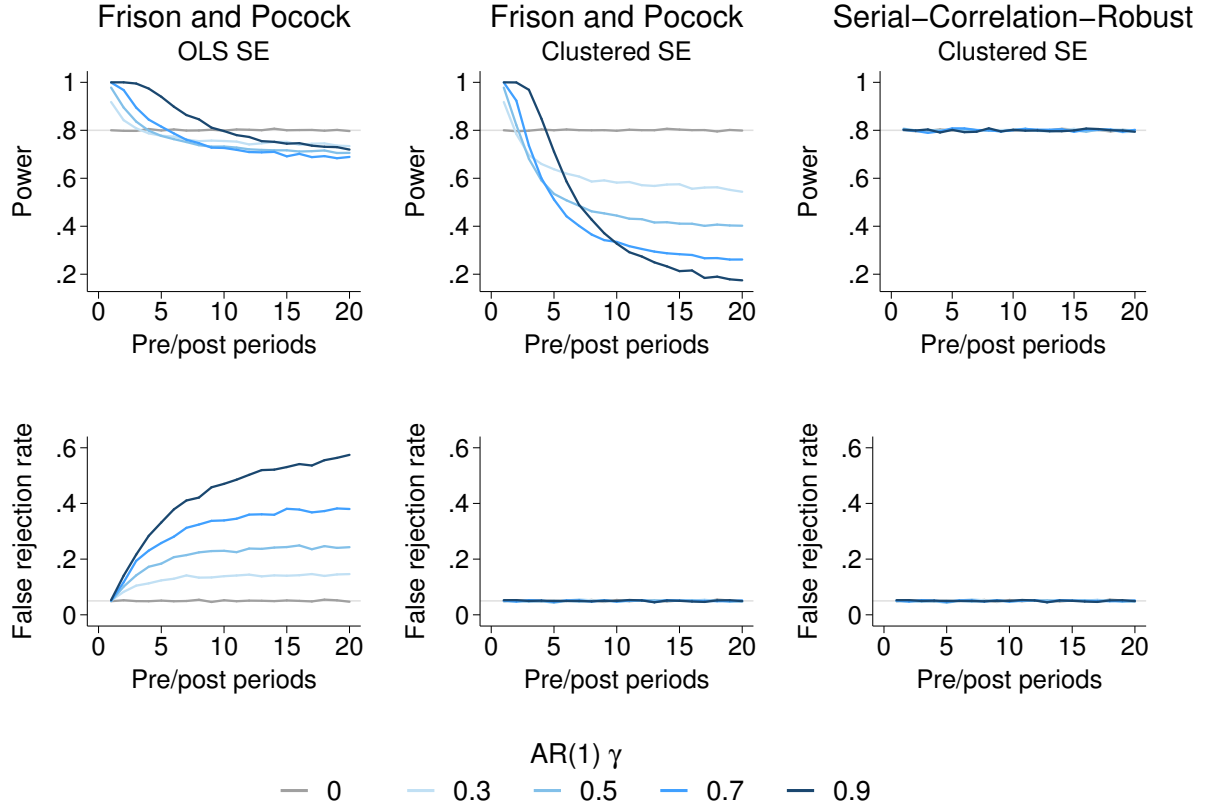 Frison and Pocock
OLS SE
Power
1
.8
.6
.4
.2
0 5 10 15 20
Pre/post periods
Frison and Pocock
Clustered SE
Power
1
.8
.6
.4
.2
0 5 10 15 20
Pre/post periods
Serial−Correlation−Robust
Clustered SE
Power
1
.8
.6
.4
.2
0 5 10 15 20
Pre/post periods
False rejection rate
.6
.4
.2
0
0 5 10 15 20
Pre/post periods
False rejection rate
.6
.4
.2
0
0 5 10 15 20
Pre/post periods
False rejection rate
.6
.4
.2
0
0 5 10 15 20
Pre/post periods
AR(1) γ
0 0.3 0.5 0.7 0.9